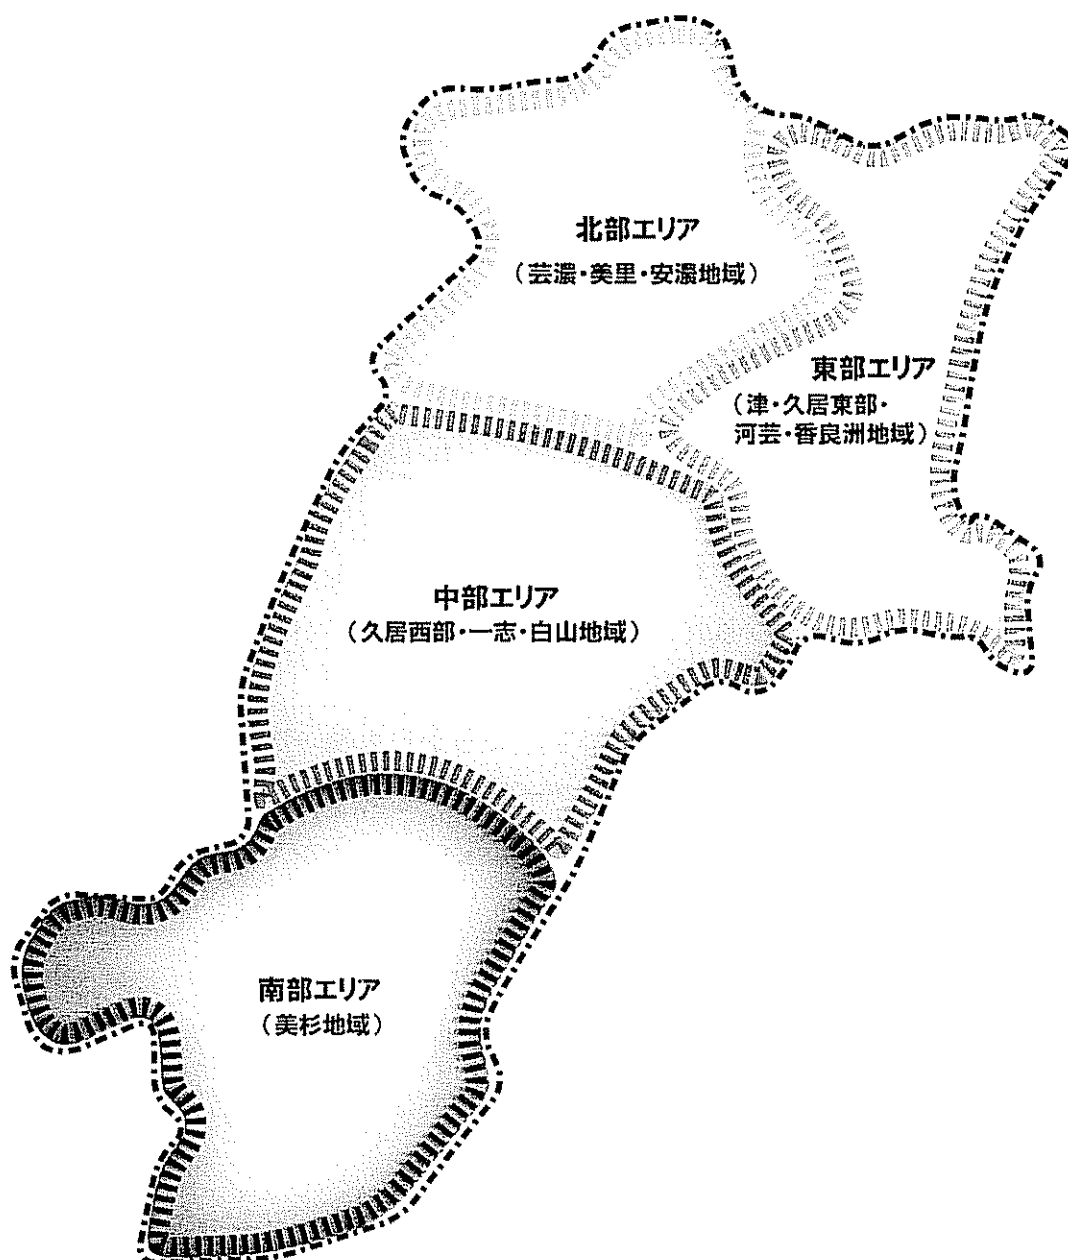 北部エリア
（芸濃・美里・安濃地域）
東部エリア
（津・久居東部・
河芸・香良洲地域）
中部エリア
（久居西部・一志・白山地域）
南部エリア
（美杉地域）